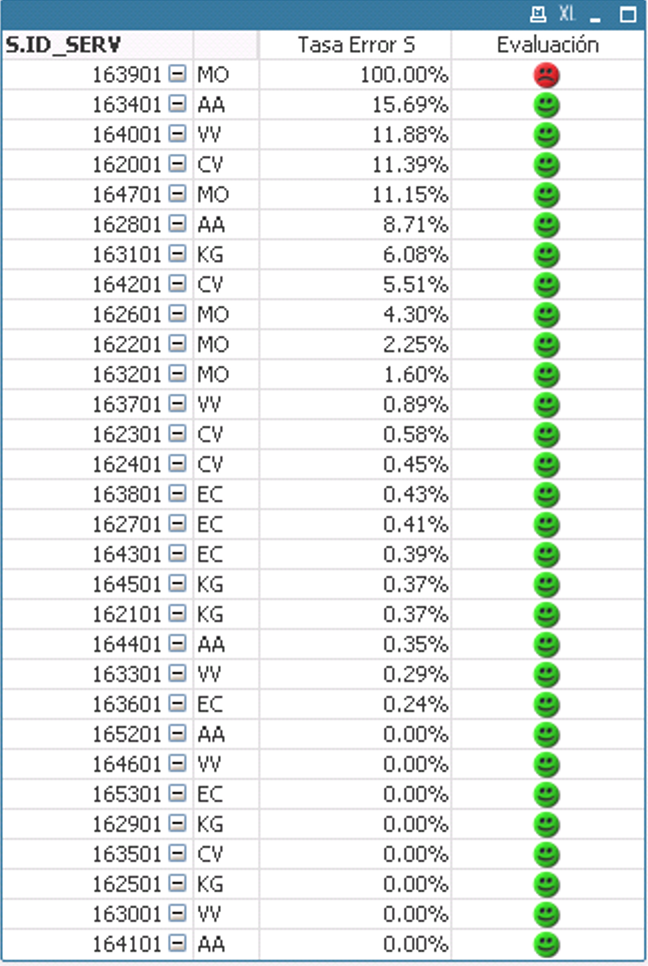 XL
S.ID_SERV Tasa Error S Evaluación
163901 MO 100.00%
163401 AA 15.69%
164001 VV 11.88%
162001 CV 11.39%
164701 MO 11.15%
162801 AA 8.71%
163101 KG 6.08%
164201 CV 5.51%
162601 MO 4.30%
162201 MO 2.25%
163201 MO 1.60%
163701 VV 0.89%
162301 CV 0.58%
162401 CV 0.45%
163801 EC 0.43%
162701 EC 0.41%
164301 EC 0.39%
164501 KG 0.37%
162101 KG 0.37%
164401 AA 0.35%
163301 VV 0.29%
163601 EC 0.24%
165201 AA 0.00%
164601 VV 0.00%
165301 EC 0.00%
162901 KG 0.00%
163501 CV 0.00%
162501 KG 0.00%
163001 VV 0.00%
164101 AA 0.00%